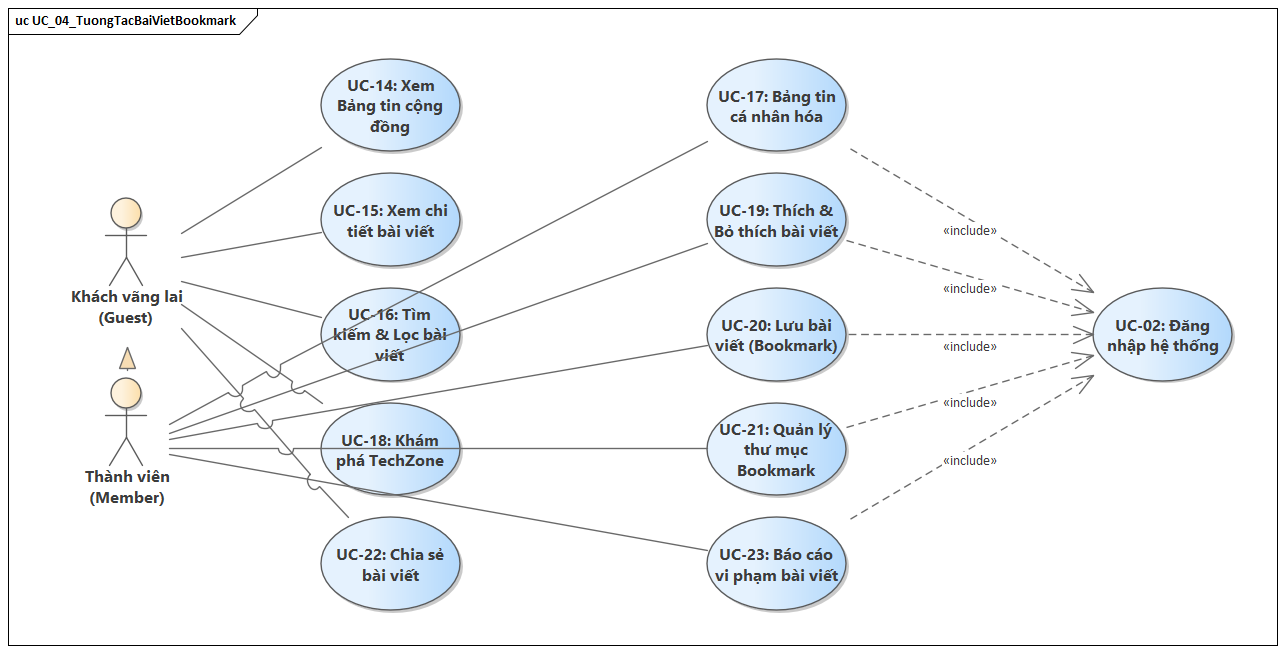 uc UC_04_TuongTacBaiVietBookmark
UC-14: Xem
Bảng tin cộng
đồng
UC-15: Xem chi
tiết bài viết
UC-16: Tìm
kiếm & Lọc bài
viết
UC-18: Khám
phá TechZone
UC-22: Chia sẻ
bài viết
Khách vãng lai
(Guest)
Thành viên
(Member)
UC-17: Bảng tin
cá nhân hóa
UC-19: Thích &
Bỏ thích bài viết
UC-20: Lưu bài
viết (Bookmark)
UC-21: Quản lý
thư mục
Bookmark
UC-23: Báo cáo
vi phạm bài viết
«include»
«include»
«include»
«include»
«include»
UC-02: Đăng
nhập hệ thống